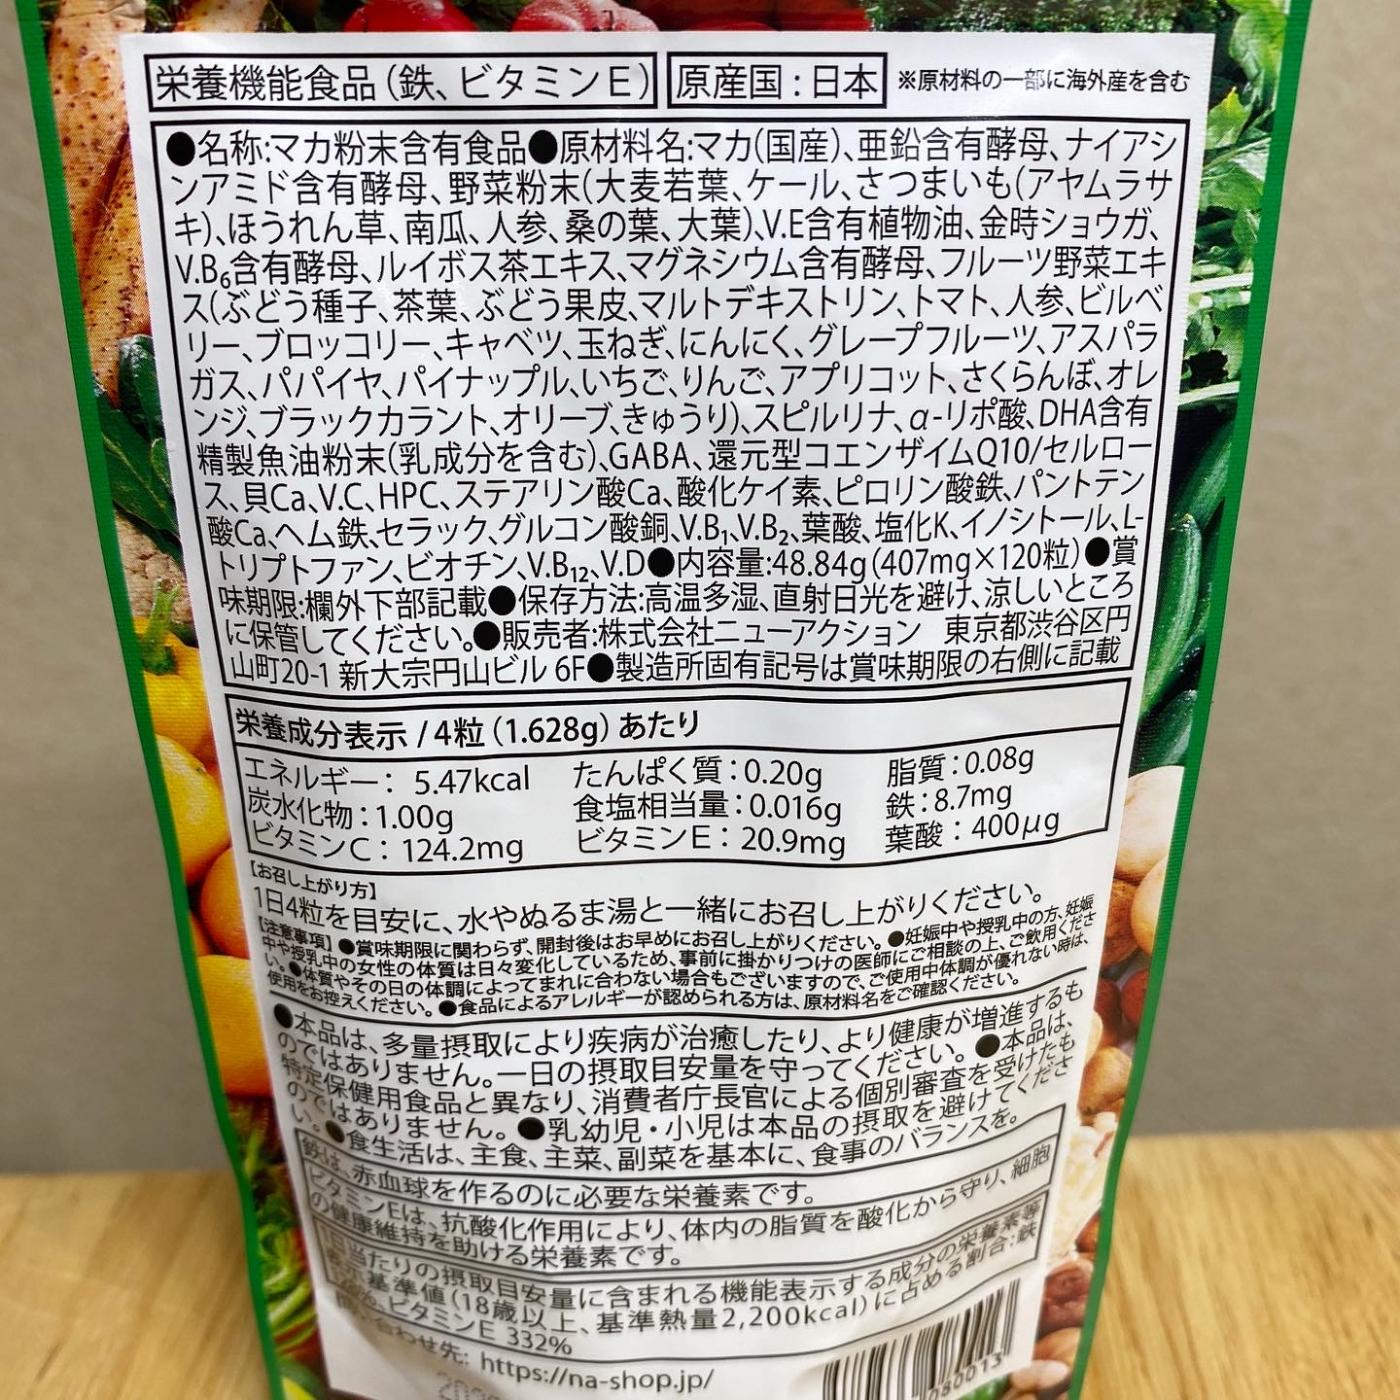 栄養機能食品(鉄、ビタミンE) 原産国:日本 ※原材料の一部に海外産を含む
●名称:マカ粉末含有食品●原材料名:マカ(国産)、亜鉛含有酵母、ナイアシ
ンアミド含有酵母、野菜粉末(大麦若葉、ケール、さつまいも(アヤムラサ
キ)、ほうれん草、南瓜、人参、桑の葉、大葉)、V.E含有植物油、金時ショウガ、
V.B₆含有酵母、ルイボス茶エキス、マグネシウム含有酵母、フルーツ野菜エキ
ス(ぶどう種子、茶葉、ぶどう果皮、マルトデキストリン、トマト、人参、ビルベ
リー、ブロッコリー、キャベツ、玉ねぎ、にんにく、グレープフルーツ、アスパラ
ガス、パパイヤ、パイナップル、いちご、りんご、アプリコット、さくらんぼ、オレ
ンジ、ブラックカラント、オリーブ、きゅうり)、スピルリナ、α-リポ酸、DHA含有
精製魚油粉末(乳成分を含む)、GABA、還元型コエンザイムQ10/セルロー
ス、貝Ca、V.C、HPC、ステアリン酸Ca、酸化ケイ素、ピロリン酸鉄、パントテン
酸Ca、ヘム鉄、セラック、グルコン酸銅、V.B₁、V.B₂、葉酸、塩化K、イノシトール、L-
トリプトファン、ビオチン、V.B₁₂、V.D●内容量:48.84g(407mg×120粒)●賞
味期限:欄外下部記載●保存方法:高温多湿、直射日光を避け、涼しいところ
に保管してください。●販売者:株式会社ニューアクション 東京都渋谷区円
山町20-1 新大宗円山ビル 6F●製造所固有記号は賞味期限の右側に記載
栄養成分表示 / 4粒(1.628g)あたり
エネルギー: 5.47kcal たんぱく質:0.20g 脂質:0.08g
炭水化物:1.00g 食塩相当量:0.016g 鉄:8.7mg
ビタミンC: 124.2mg ビタミンE: 20.9mg 葉酸: 400μg
【お召し上がり方】
1日4粒を目安に、水やぬるま湯と一緒にお召し上がりください。
【注意事項】●賞味期限に関わらず、開封後はお早めにお召し上がりください。●妊娠中や授乳中の方、妊娠
中や授乳中の女性の体質は日々変化しているため、事前に掛かりつけの医師にご相談の上、ご飲用くださ
い。●体質やその日の体調によってまれに合わない場合もございますので、ご使用中体調が優れない時は、
使用をお控えください。●食品によるアレルギーが認められる方は、原材料名をご確認ください。
●本品は、多量摂取により疾病が治癒したり、より健康が増進するも
のではありません。一日の摂取目安量を守ってください。●本品は、
特定保健用食品と異なり、消費者庁長官による個別審査を受けたも
のではありません。●乳幼児・小児は本品の摂取を避けてくださ
い。●食生活は、主食、主菜、副菜を基本に、食事のバランスを。
鉄は、赤血球を作るのに必要な栄養素です。
ビタミンEは、抗酸化作用により、体内の脂質を酸化から守り、細胞
の健康維持を助ける栄養素です。
日当たりの摂取目安量に含まれる機能表示する成分の栄養素等
表示基準値(18歳以上、基準熱量2,200kcal)に占める割合:鉄
%、ビタミンE 332%
合わせ先: https://na-shop.jp/
80013